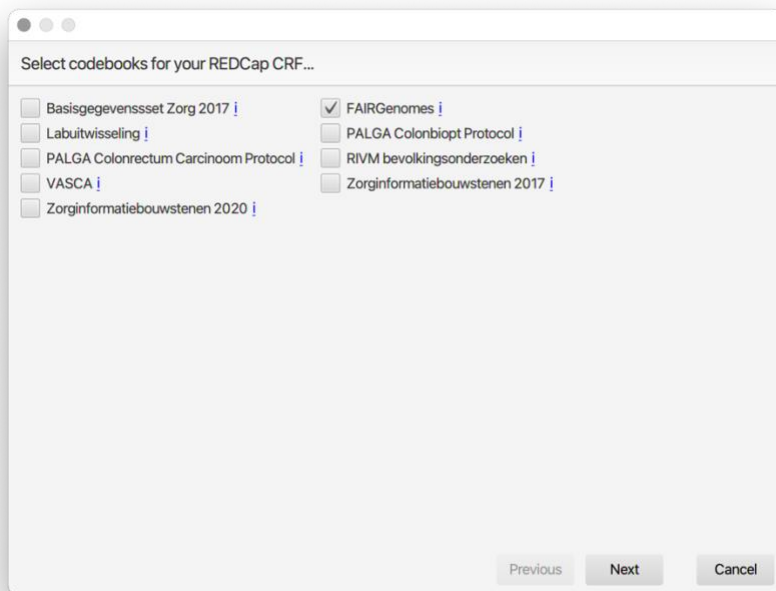 Select codebooks for your REDCap CRF...
Basisgegevenssset Zorg 2017 i
FAIRGenomes i
Labuitwisseling i
PALGA Colonbiopt Protocol i
PALGA Colonrectum Carcinoom Protocol i
RIVM bevolkingsonderzoeken i
VASCA i
Zorginformatiebouwstenen 2017 i
Zorginformatiebouwstenen 2020 i
Previous Next Cancel